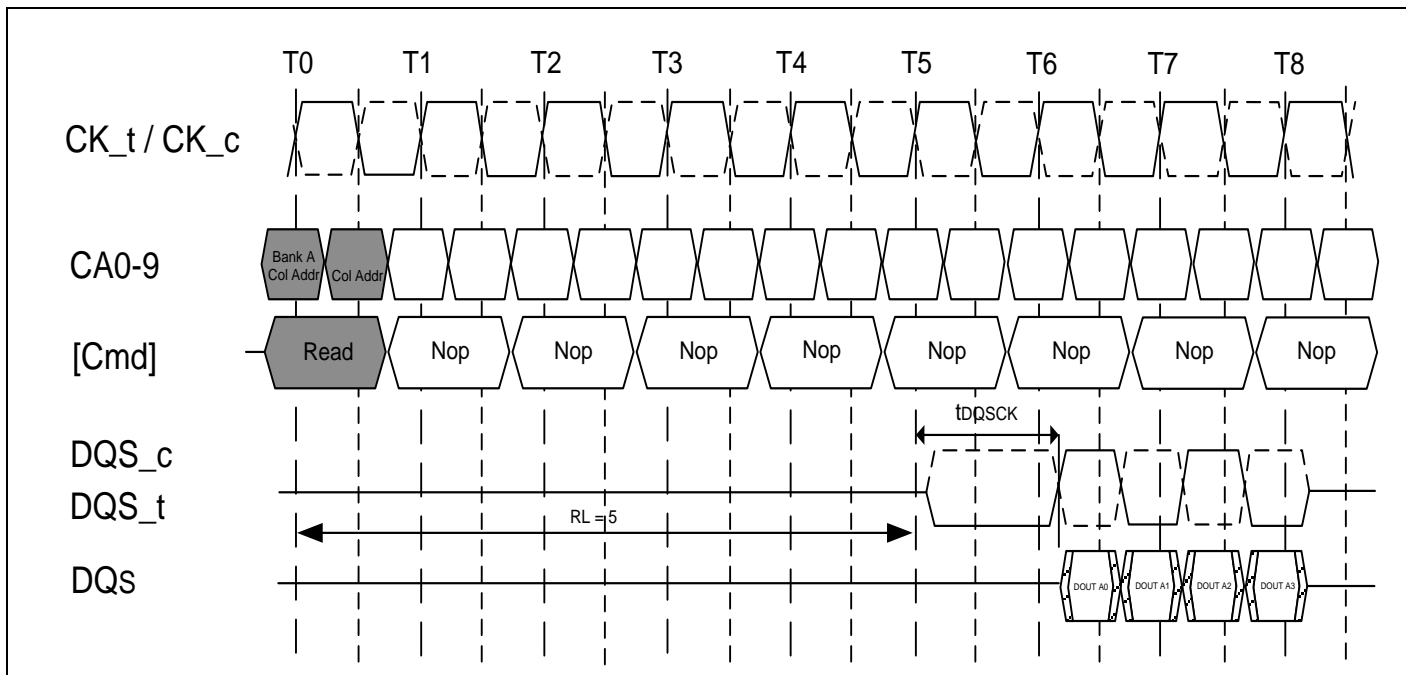 T0 T1 T2 T3 T4 T5 T6 T7 T8
CK_t / CK_c
CA0-9
Bank A
Col Addr
Col Addr
[Cmd]
Read Nop Nop Nop Nop Nop Nop Nop Nop
tDQSCK
DQS_c
DQS_t
RL = 5
DQs
DOUT A0 DOUT A1 DOUT A2 DOUT A3